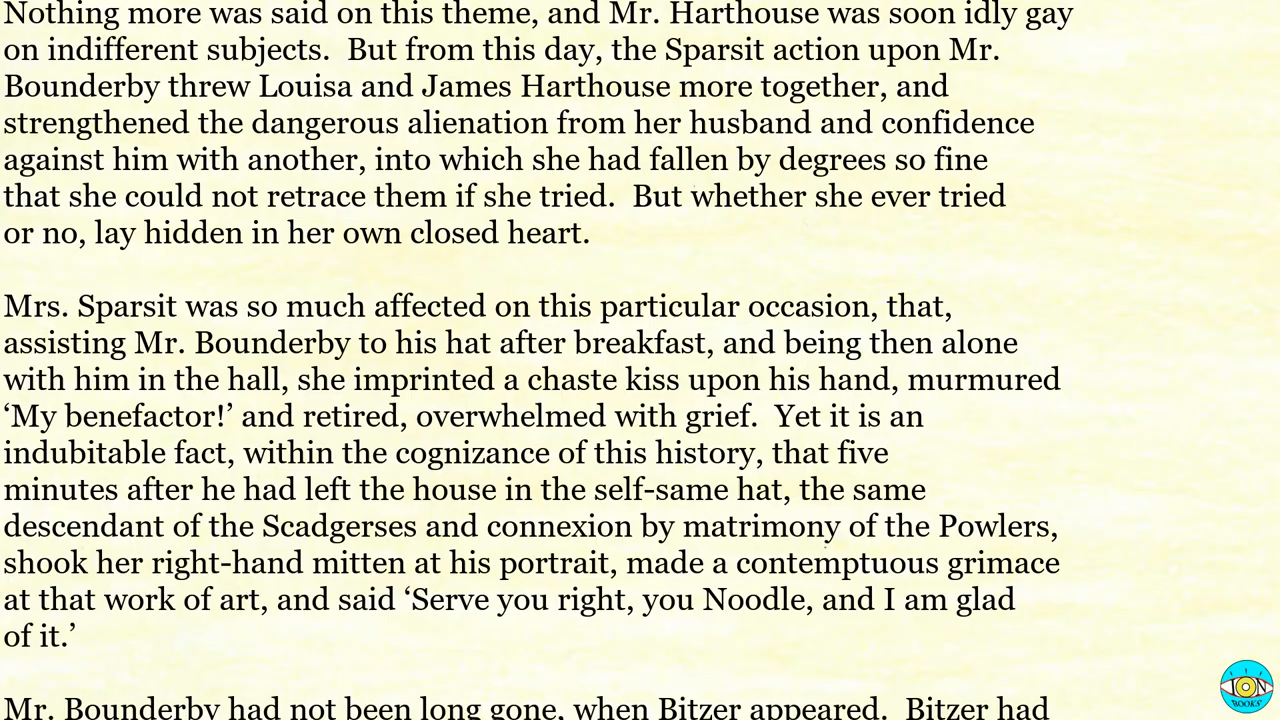 Nothing more was said on this theme, and Mr. Harthouse was soon idly gay
on indifferent subjects.  But from this day, the Sparsit action upon Mr.
Bounderby threw Louisa and James Harthouse more together, and
strengthened the dangerous alienation from her husband and confidence
against him with another, into which she had fallen by degrees so fine
that she could not retrace them if she tried.  But whether she ever tried
or no, lay hidden in her own closed heart.

Mrs. Sparsit was so much affected on this particular occasion, that,
assisting Mr. Bounderby to his hat after breakfast, and being then alone
with him in the hall, she imprinted a chaste kiss upon his hand, murmured
‘My benefactor!’ and retired, overwhelmed with grief.  Yet it is an
indubitable fact, within the cognizance of this history, that five
minutes after he had left the house in the self-same hat, the same
descendant of the Scadgerses and connexion by matrimony of the Powlers,
shook her right-hand mitten at his portrait, made a contemptuous grimace
at that work of art, and said ‘Serve you right, you Noodle, and I am glad
of it.’

Mr. Bounderby had not been long gone, when Bitzer appeared.  Bitzer had
ION
BOOKS